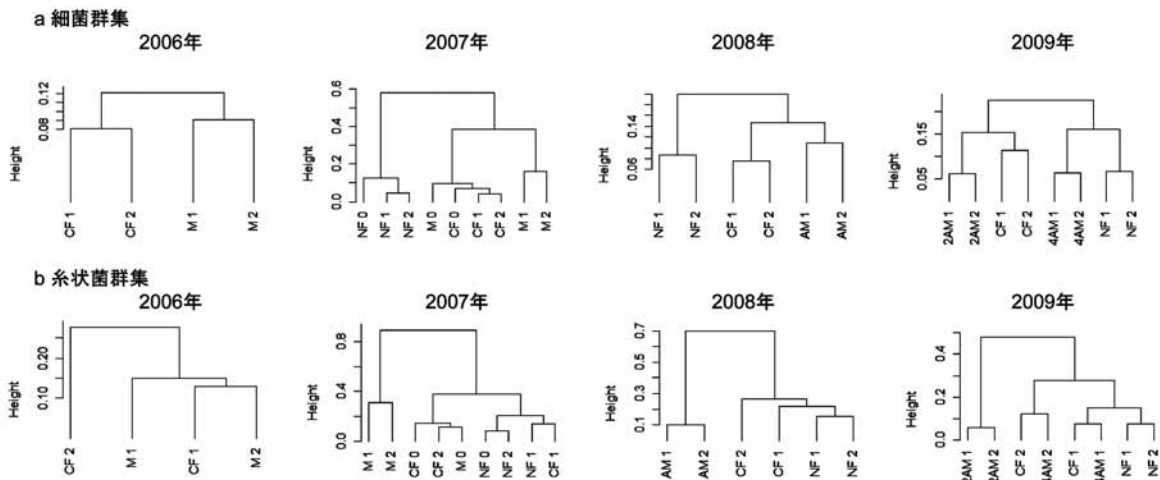 a 細菌群集
2006年
2007年
2008年
2009年
Height
0.12
0.08
CF 1
CF 2
M 1
M 2
Height
0.6
0.4
0.2
0.0
NF 0
NF 1
NF 2
M 0
CF 0
CF 1
CF 2
M 1
M 2
Height
0.14
0.06
NF 1
NF 2
CF 1
CF 2
AM 1
AM 2
Height
0.15
0.05
2AM 1
2AM 2
CF 1
CF 2
4AM 1
4AM 2
NF 1
NF 2
b 糸状菌群集
2006年
2007年
2008年
2009年
Height
0.20
0.10
CF 2
M 1
CF 1
M 2
Height
0.8
0.4
0.0
M 1
M 2
CF 0
CF 2
M 0
NF 0
NF 2
NF 1
CF 1
Height
0.7
0.5
0.3
0.1
AM 1
AM 2
CF 2
CF 1
NF 1
NF 2
Height
0.4
0.2
0.0
2AM 1
2AM 2
CF 2
4AM 2
CF 1
4AM 1
NF 1
NF 2